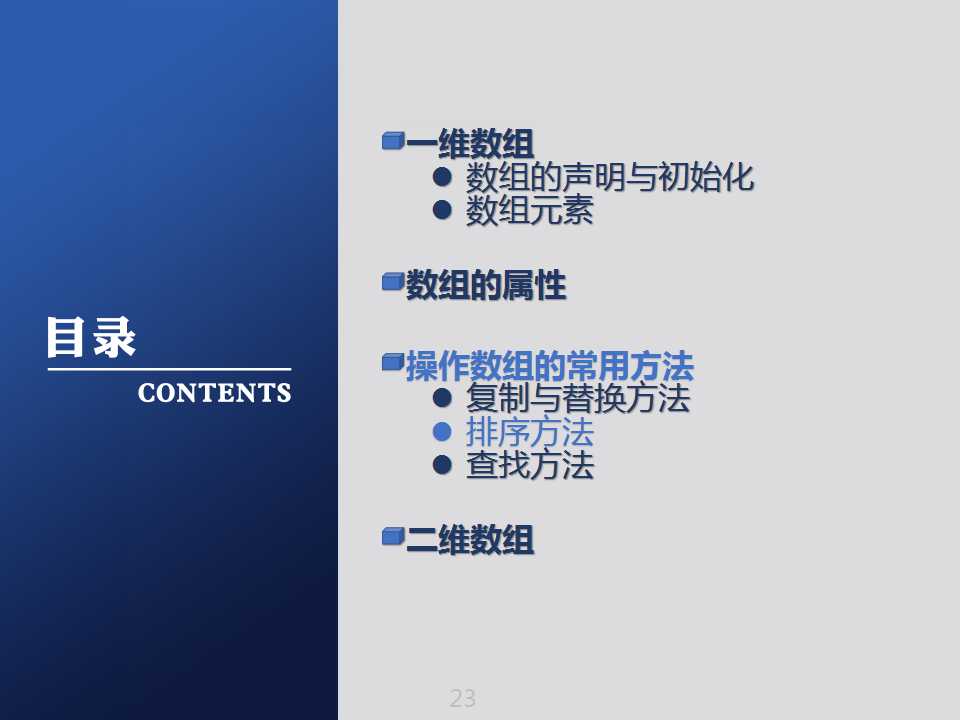 目录
CONTENTS
一维数组
数组的声明与初始化
数组元素
数组的属性
操作数组的常用方法
复制与替换方法
排序方法
查找方法
二维数组
23